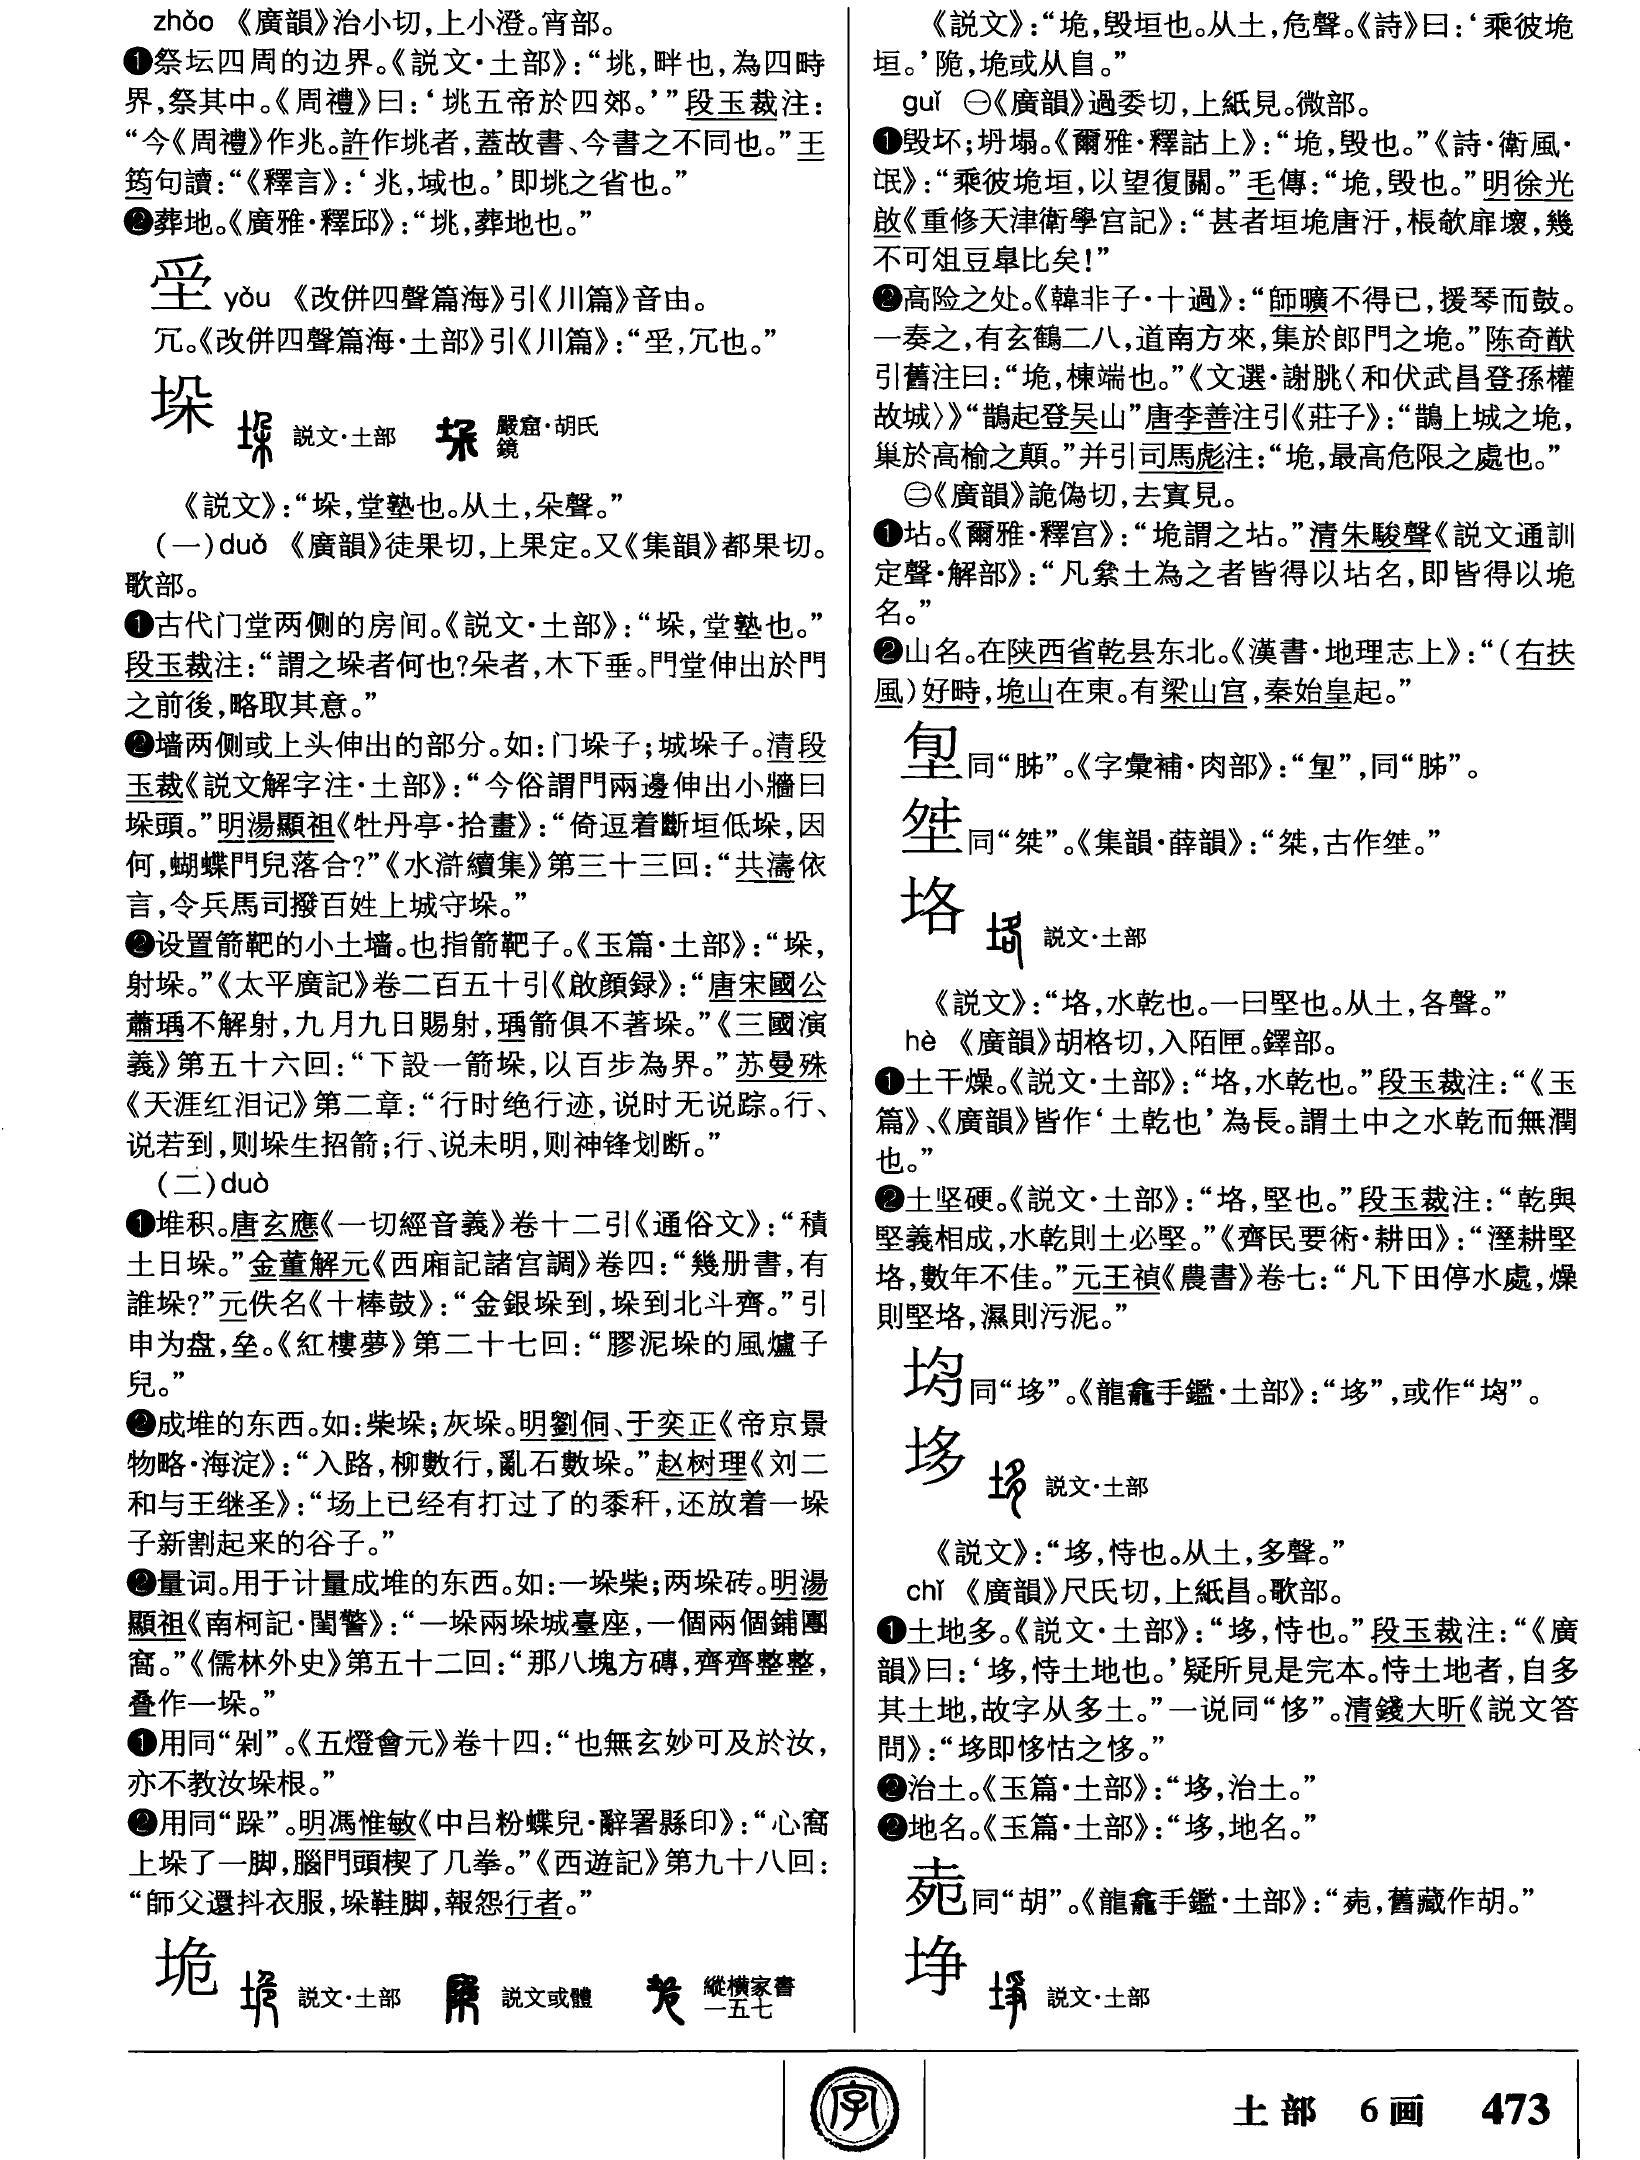 zhǒo 《廣韻》治小切，上小澄。宵部。
❶祭坛四周的边界。《説文·土部》：“垗，畔也，為四畤
界，祭其中。《周禮》曰：‘垗五帝於四郊。’”段玉裁注：
“今《周禮》作兆。許作垗者，蓋故書、今書之不同也。”王
筠句讀：“《釋言》：‘兆，域也。’即垗之省也。”
❷葬地。《廣雅·釋邱》：“垗，葬地也。”
yǒu 《改併四聲篇海》引《川篇》音由。
冗。《改併四聲篇海·土部》引《川篇》：“，冗也。”
垛 説文·土部 嚴窟·胡氏
鏡
《説文》：“垛，堂塾也。从土，朵聲。”
（一）duǒ 《廣韻》徒果切，上果定。又《集韻》都果切。
歌部。
❶古代门堂两侧的房间。《説文·土部》：“垛，堂塾也。”
段玉裁注：“謂之垛者何也？朵者，木下垂。門堂伸出於門
之前後，略取其意。”
❷墙两侧或上头伸出的部分。如：门垛子；城垛子。清段
玉裁《説文解字注·土部》：“今俗謂門兩邊伸出小牆曰
垛頭。”明湯顯祖《牡丹亭·拾畫》：“倚逗着斷垣低垛，因
何，蝴蝶門兒落合？”《水滸續集》第三十三回：“共濤依
言，令兵馬司撥百姓上城守垛。”
❷设置箭靶的小土墙。也指箭靶子。《玉篇·土部》：“垛，
射垛。”《太平廣記》卷二百五十引《啟顔録》：“唐宋國公
蕭瑀不解射，九月九日賜射，瑀箭俱不著垛。”《三國演
義》第五十六回：“下設一箭垛，以百步為界。”苏曼殊
《天涯红泪记》第二章：“行时绝行迹，说时无说踪。行、
说若到，则垛生招箭；行、说未明，则神锋划断。”
（二）duò
❶堆积。唐玄應《一切經音義》卷十二引《通俗文》：“積
土日垛。”金董解元《西廂記諸宫調》卷四：“幾册書，有
誰垛？”元佚名《十棒鼓》：“金銀垛到，垛到北斗齊。”引
申为盘，垒。《紅樓夢》第二十七回：“膠泥垛的風爐子
兒。”
❷成堆的东西。如：柴垛；灰垛。明劉侗、于奕正《帝京景
物略·海淀》：“入路，柳數行，亂石數垛。”赵树理《刘二
和与王继圣》：“场上已经有打过了的黍秆，还放着一垛
子新割起来的谷子。”
❷量词。用于计量成堆的东西。如：一垛柴；两垛砖。明湯
顯祖《南柯記·閨警》：“一垛兩垛城臺座，一個兩個鋪團
窩。”《儒林外史》第五十二回：“那八塊方磚，齊齊整整，
叠作一垛。”
❶用同“剁”。《五燈會元》卷十四：“也無玄妙可及於汝，
亦不教汝垛根。”
❷用同“跺”。明馮惟敏《中吕粉蝶兒·辭署縣印》：“心窩
上垛了一脚，腦門頭楔了几拳。”《西遊記》第九十八回：
“師父還抖衣服，垛鞋脚，報怨行者。”
垝 説文·土部 説文或體 縱横家書
一五七
《説文》：“垝，毁垣也。从土，危聲。《詩》曰：‘乘彼垝
垣。’陒，垝或从𨸏。”
guǐ ㊀《廣韻》過委切，上紙見。微部。
❶毁坏；坍塌。《爾雅·釋詁上》：“垝，毁也。”《詩·衛風·
氓》：“乘彼垝垣，以望復關。”毛傳：“垝，毁也。”明徐光
啟《重修天津衛學宫記》：“甚者垣垝唐汙，棖欹扉壞，幾
不可俎豆臯比矣！”
❷高险之处。《韓非子·十過》：“師曠不得已，援琴而鼓。
一奏之，有玄鶴二八，道南方來，集於郎門之垝。”陈奇猷
引舊注曰：“垝，棟端也。”《文選·謝朓〈和伏武昌登孫權
故城〉》“鵲起登吴山”唐李善注引《莊子》：“鵲上城之垝，
巢於高榆之顛。”并引司馬彪注：“垝，最高危限之處也。”
㊁《廣韻》詭偽切，去寘見。
❶坫。《爾雅·釋宫》：“垝謂之坫。”清朱駿聲《説文通訓
定聲·解部》：“凡絫土為之者皆得以坫名，即皆得以垝
名。”
❷山名。在陕西省乾县东北。《漢書·地理志上》：“（右扶
風）好畤，垝山在東。有梁山宫，秦始皇起。”
同“胏”。《字彙補·肉部》：“”，同“胏”。
同“桀”。《集韻·薛韻》：“桀，古作。”
垎 説文·土部
《説文》：“垎，水乾也。一曰堅也。从土，各聲。”
hè 《廣韻》胡格切，入陌匣。鐸部。
❶土干燥。《説文·土部》：“垎，水乾也。”段玉裁注：“《玉
篇》、《廣韻》皆作‘土乾也’為長。謂土中之水乾而無潤
也。”
❷土坚硬。《説文·土部》：“垎，堅也。”段玉裁注：“乾與
堅義相成，水乾則土必堅。”《齊民要術·耕田》：“溼耕堅
垎，數年不佳。”元王禎《農書》卷七：“凡下田停水處，燥
則堅垎，濕則污泥。”
同“垑”。《龍龕手鑑·土部》：“垑”，或作“”。
垑 説文·土部
《説文》：“垑，恃也。从土，多聲。”
chǐ 《廣韻》尺氏切，上紙昌。歌部。
❶土地多。《説文·土部》：“垑，恃也。”段玉裁注：“《廣
韻》曰：‘垑，恃土地也。’疑所見是完本。恃土地者，自多
其土地，故字从多土。”一说同“恀”。清錢大昕《説文答
問》：“垑即恀怙之恀。”
❷治土。《玉篇·土部》：“垑，治土。”
❷地名。《玉篇·土部》：“垑，地名。”
同“胡”。《龍龕手鑑·土部》：“，舊藏作胡。”
埩 説文·土部
字
土部 6画 473